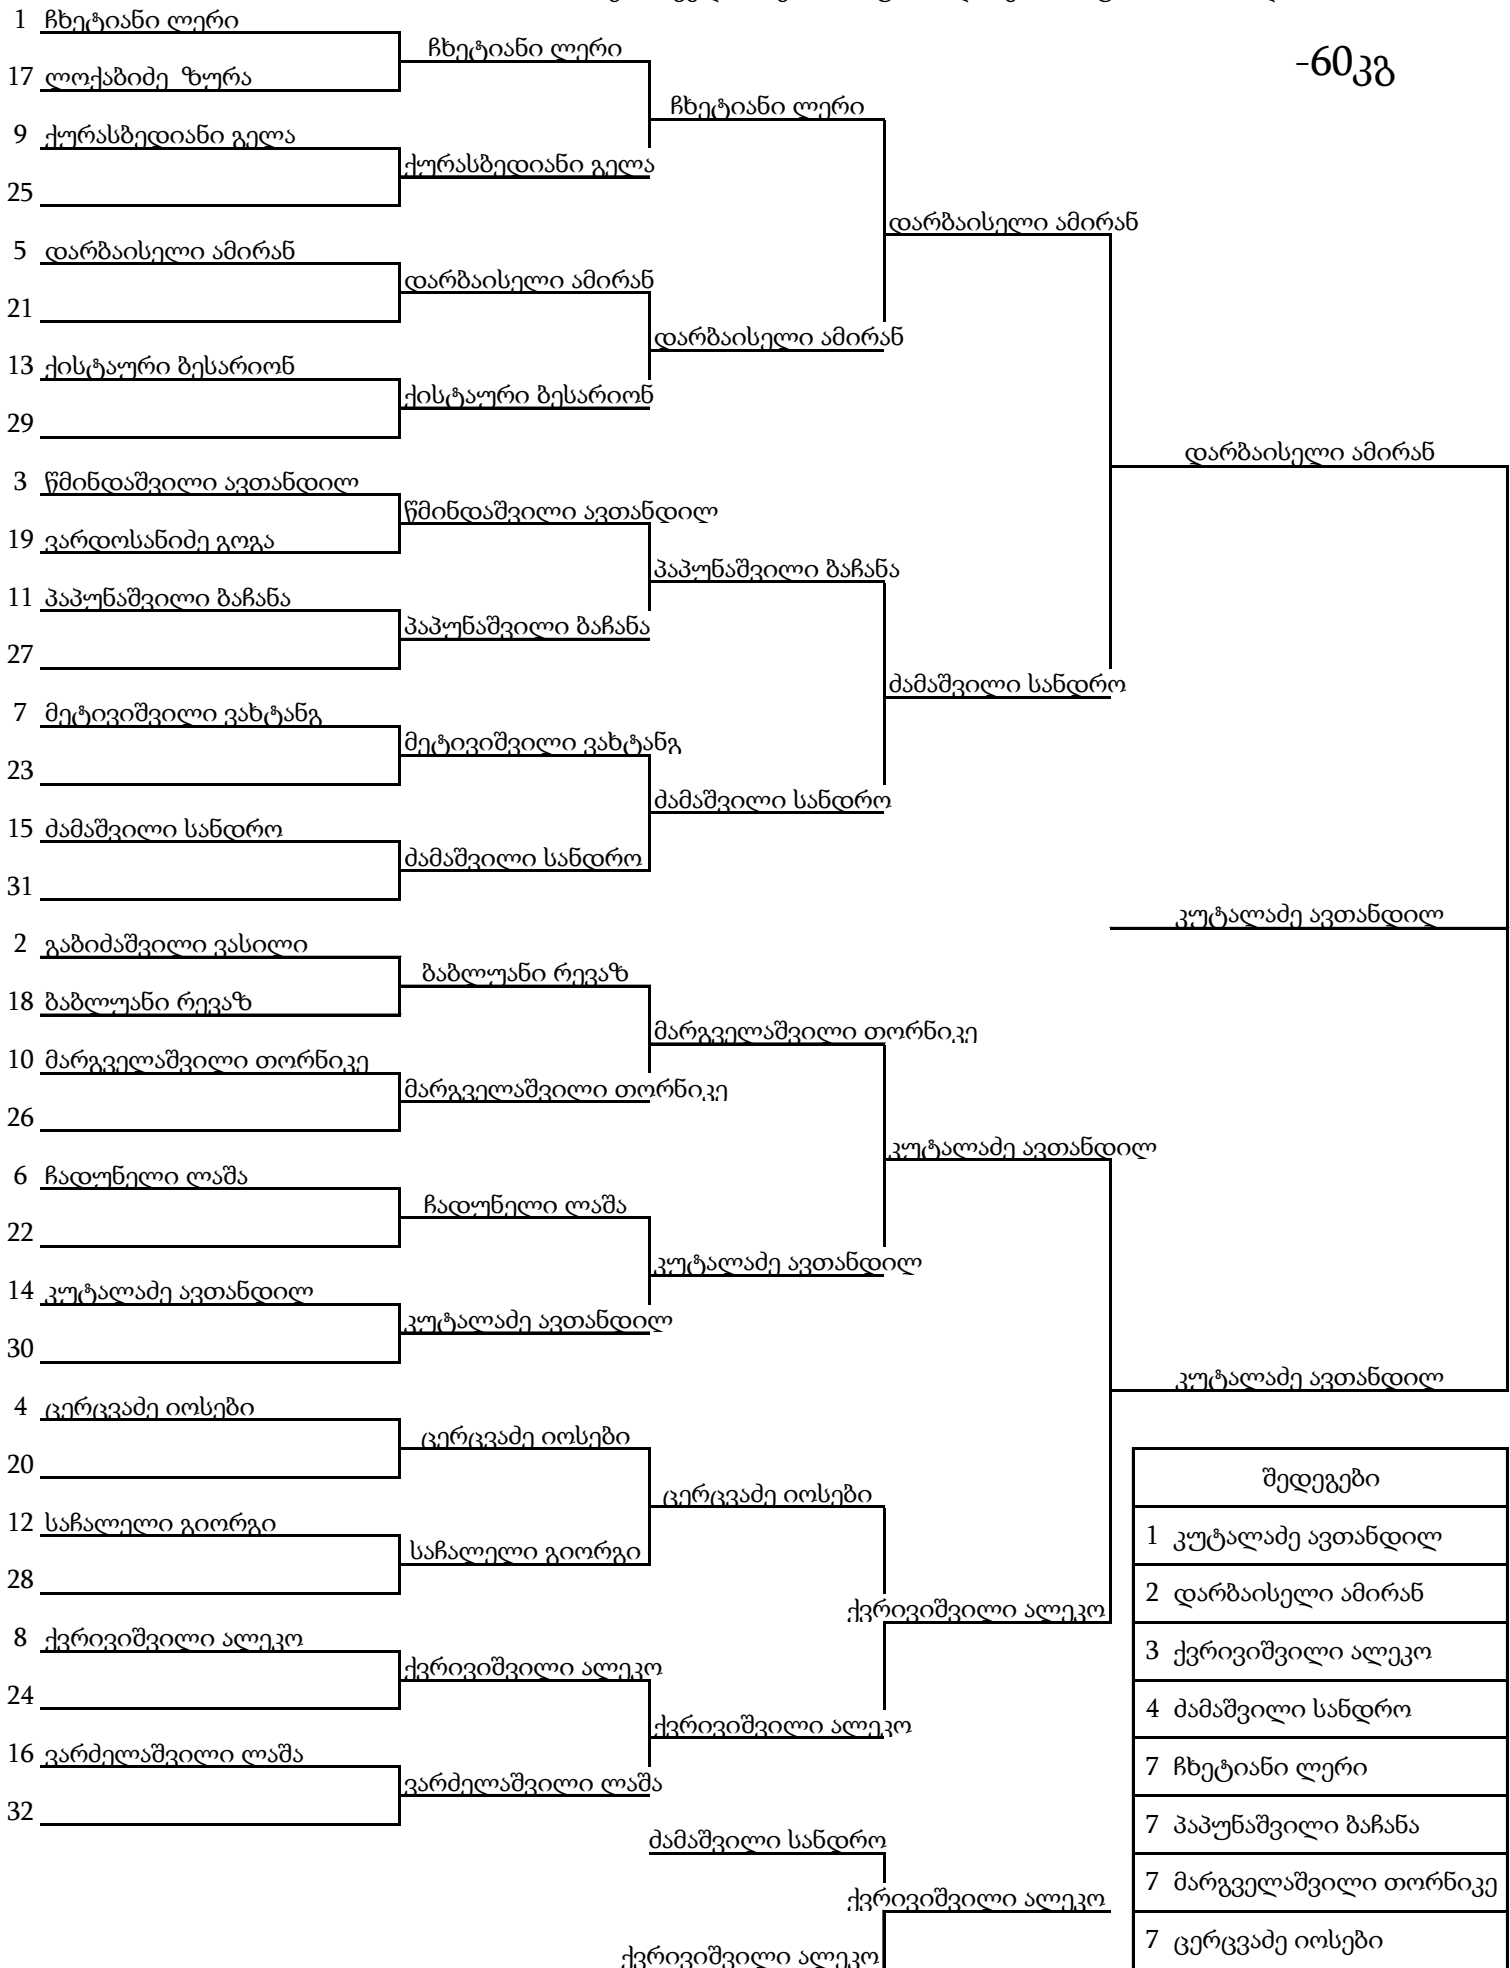 -60კგ
1 ჩხეტიანი ლერი
17 ლოქაბიძე ზურა
9 ქურასბედიანი გელა
25
5 დარბაისელი ამირან
21
13 ქისტაური ბესარიონ
29
3 წმინდაშვილი ავთანდილ
19 ვარდოსანიძე გოგა
11 პაპუნაშვილი ბაჩანა
27
7 მეტივიშვილი ვახტანგ
23
15 ძამაშვილი სანდრო
31
2 გაბიძაშვილი ვასილი
18 ბაბლუანი რევაზ
10 მარგველაშვილი თორნიკე
26
6 ჩადუნელი ლაშა
22
14 კუტალაძე ავთანდილ
30
4 ცერცვაძე იოსები
20
12 საჩალელი გიორგი
28
8 ქვრივიშვილი ალეკო
24
16 ვარძელაშვილი ლაშა
32
ჩხეტიანი ლერი
ქურასბედიანი გელა
დარბაისელი ამირან
ქისტაური ბესარიონ
წმინდაშვილი ავთანდილ
პაპუნაშვილი ბაჩანა
მეტივიშვილი ვახტანგ
ძამაშვილი სანდრო
ბაბლუანი რევაზ
მარგველაშვილი თორნიკე
ჩადუნელი ლაშა
კუტალაძე ავთანდილ
ცერცვაძე იოსები
საჩალელი გიორგი
ქვრივიშვილი ალეკო
ვარძელაშვილი ლაშა
ჩხეტიანი ლერი
დარბაისელი ამირან
პაპუნაშვილი ბაჩანა
ძამაშვილი სანდრო
მარგველაშვილი თორნიკე
კუტალაძე ავთანდილ
ცერცვაძე იოსები
ქვრივიშვილი ალეკო
დარბაისელი ამირან
ძამაშვილი სანდრო
კუტალაძე ავთანდილ
ქვრივიშვილი ალეკო
დარბაისელი ამირან
კუტალაძე ავთანდილ
კუტალაძე ავთანდილ
ძამაშვილი სანდრო
ქვრივიშვილი ალეკო
ქვრივიშვილი ალეკო
შედეგები
1 კუტალაძე ავთანდილ
2 დარბაისელი ამირან
3 ქვრივიშვილი ალეკო
4 ძამაშვილი სანდრო
7 ჩხეტიანი ლერი
7 პაპუნაშვილი ბაჩანა
7 მარგველაშვილი თორნიკე
7 ცერცვაძე იოსები